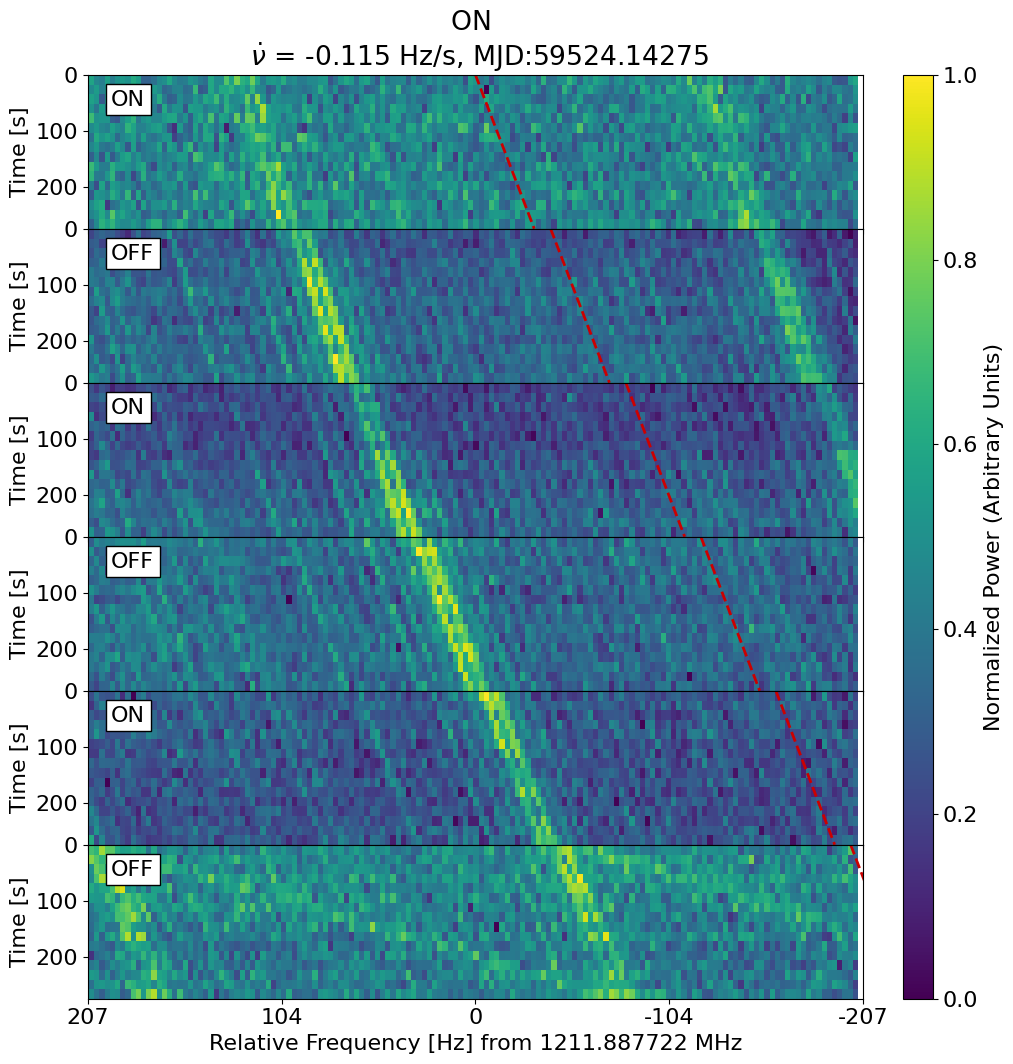 ON
ν̇ = -0.115 Hz/s, MJD:59524.14275
0
100
200
Time [s]
ON
0
100
200
Time [s]
OFF
0
100
200
Time [s]
ON
0
100
200
Time [s]
OFF
0
100
200
Time [s]
ON
0
100
200
Time [s]
OFF
207
104
0
-104
-207
Relative Frequency [Hz] from 1211.887722 MHz
1.0
0.8
0.6
0.4
0.2
0.0
Normalized Power (Arbitrary Units)